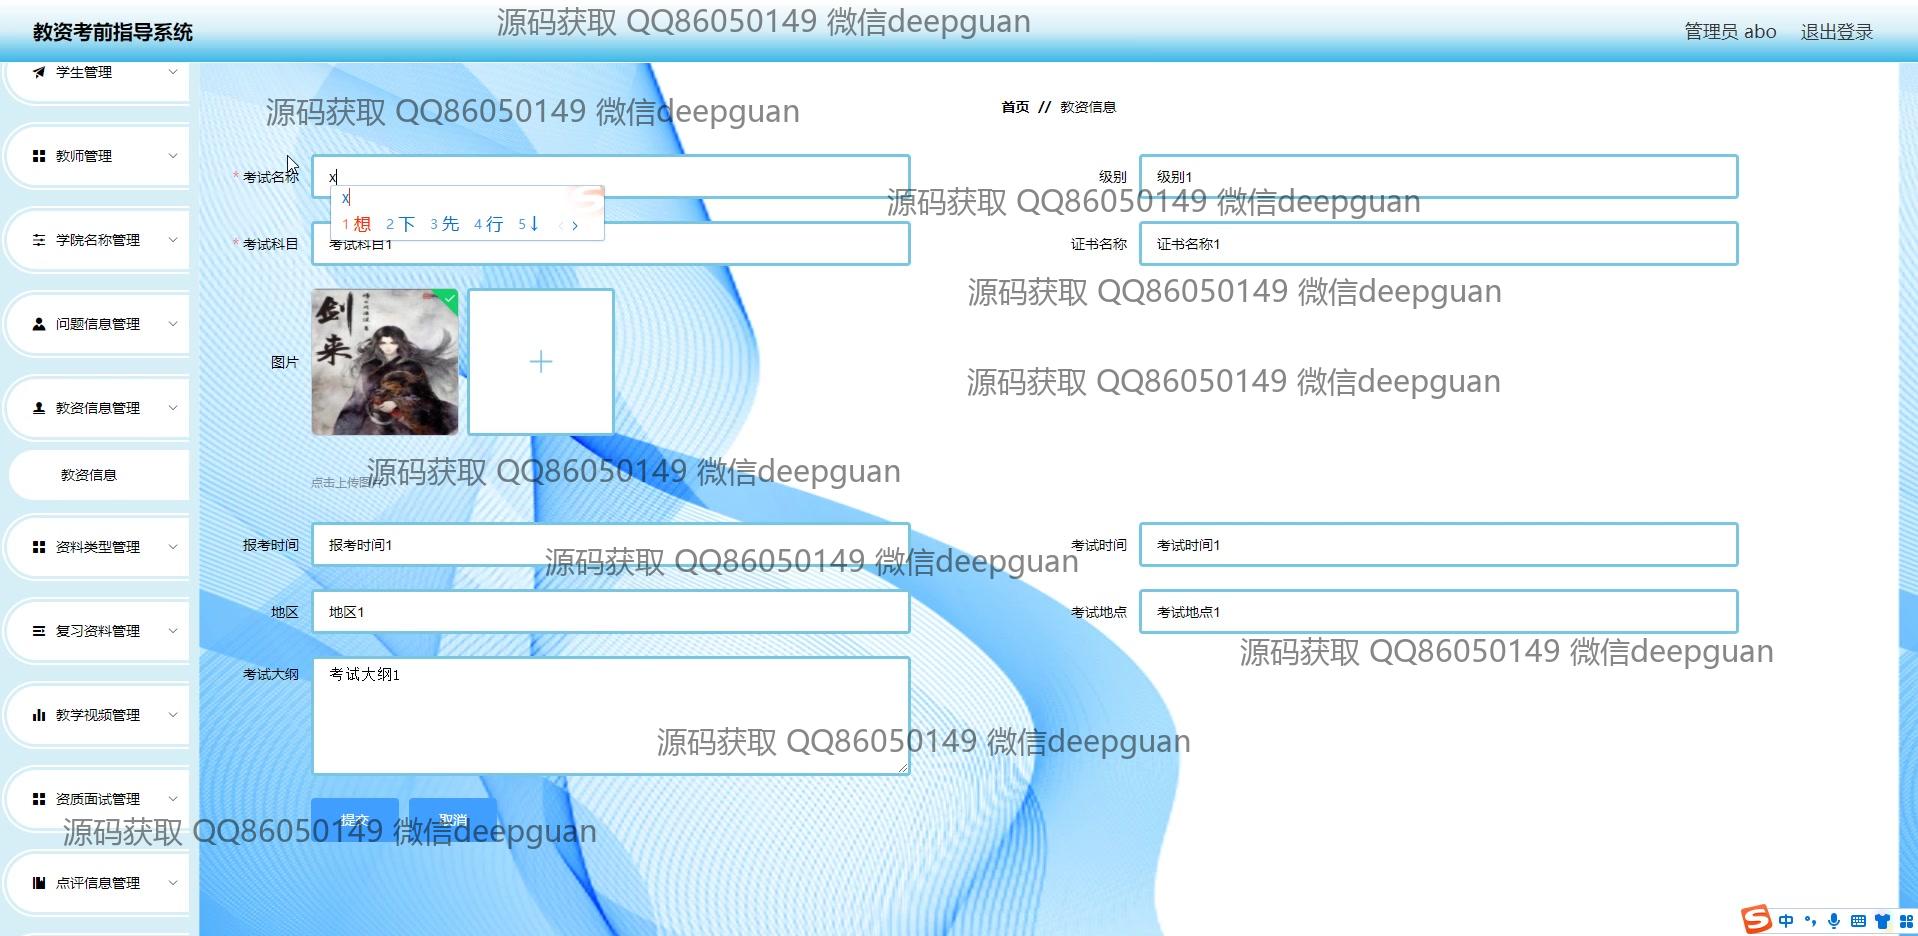 教资考前指导系统
源码获取 QQ86050149 微信deepguan
管理员 abo 退出登录
学生管理
源码获取 QQ86050149 微信deepguan
首页 // 教资信息
教师管理
* 考试名称
x
级别
级别1
x
1 想 2 下 3 先 4 行 5 ↓
源码获取 QQ86050149 微信deepguan
学院名称管理
* 考试科目
考试科目1
证书名称
证书名称1
源码获取 QQ86050149 微信deepguan
剑来
问题信息管理
图片
源码获取 QQ86050149 微信deepguan
教资信息管理
教资信息
源码获取 QQ86050149 微信deepguan
点击上传图片
资料类型管理
报考时间
报考时间1
考试时间
考试时间1
源码获取 QQ86050149 微信deepguan
地区
地区1
考试地点
考试地点1
复习资料管理
源码获取 QQ86050149 微信deepguan
考试大纲
考试大纲1
教学视频管理
源码获取 QQ86050149 微信deepguan
资质面试管理
提交
取消
源码获取 QQ86050149 微信deepguan
点评信息管理
中